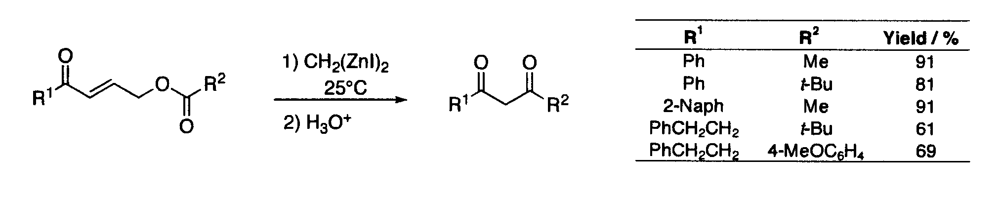 O
R¹
O
R²
O
1) CH₂(ZnI)₂
25°C
2) H₃O⁺
O O
R¹ R²
R¹ R² Yield / %
Ph Me 91
Ph t-Bu 81
2-Naph Me 91
PhCH₂CH₂ t-Bu 61
PhCH₂CH₂ 4-MeOC₆H₄ 69